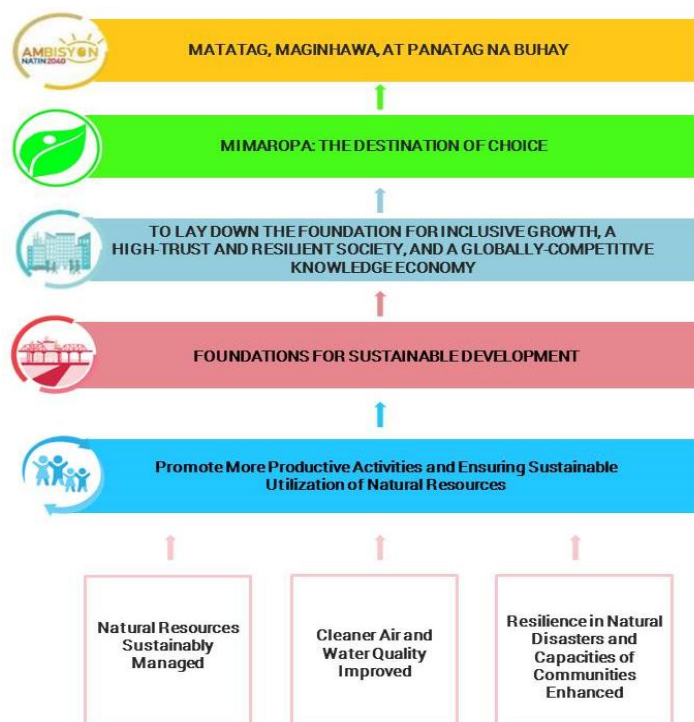 AMBISYON
NATIN2040
MATATAG, MAGINHAWA, AT PANATAG NA BUHAY
MIMAROPA: THE DESTINATION OF CHOICE
TO LAY DOWN THE FOUNDATION FOR INCLUSIVE GROWTH, A
HIGH-TRUST AND RESILIENT SOCIETY, AND A GLOBALLY-COMPETITIVE
KNOWLEDGE ECONOMY
FOUNDATIONS FOR SUSTAINABLE DEVELOPMENT
Promote More Productive Activities and Ensuring Sustainable
Utilization of Natural Resources
Natural Resources
Sustainably
Managed
Cleaner Air and
Water Quality
Improved
Resilience in Natural
Disasters and
Capacities of
Communities
Enhanced